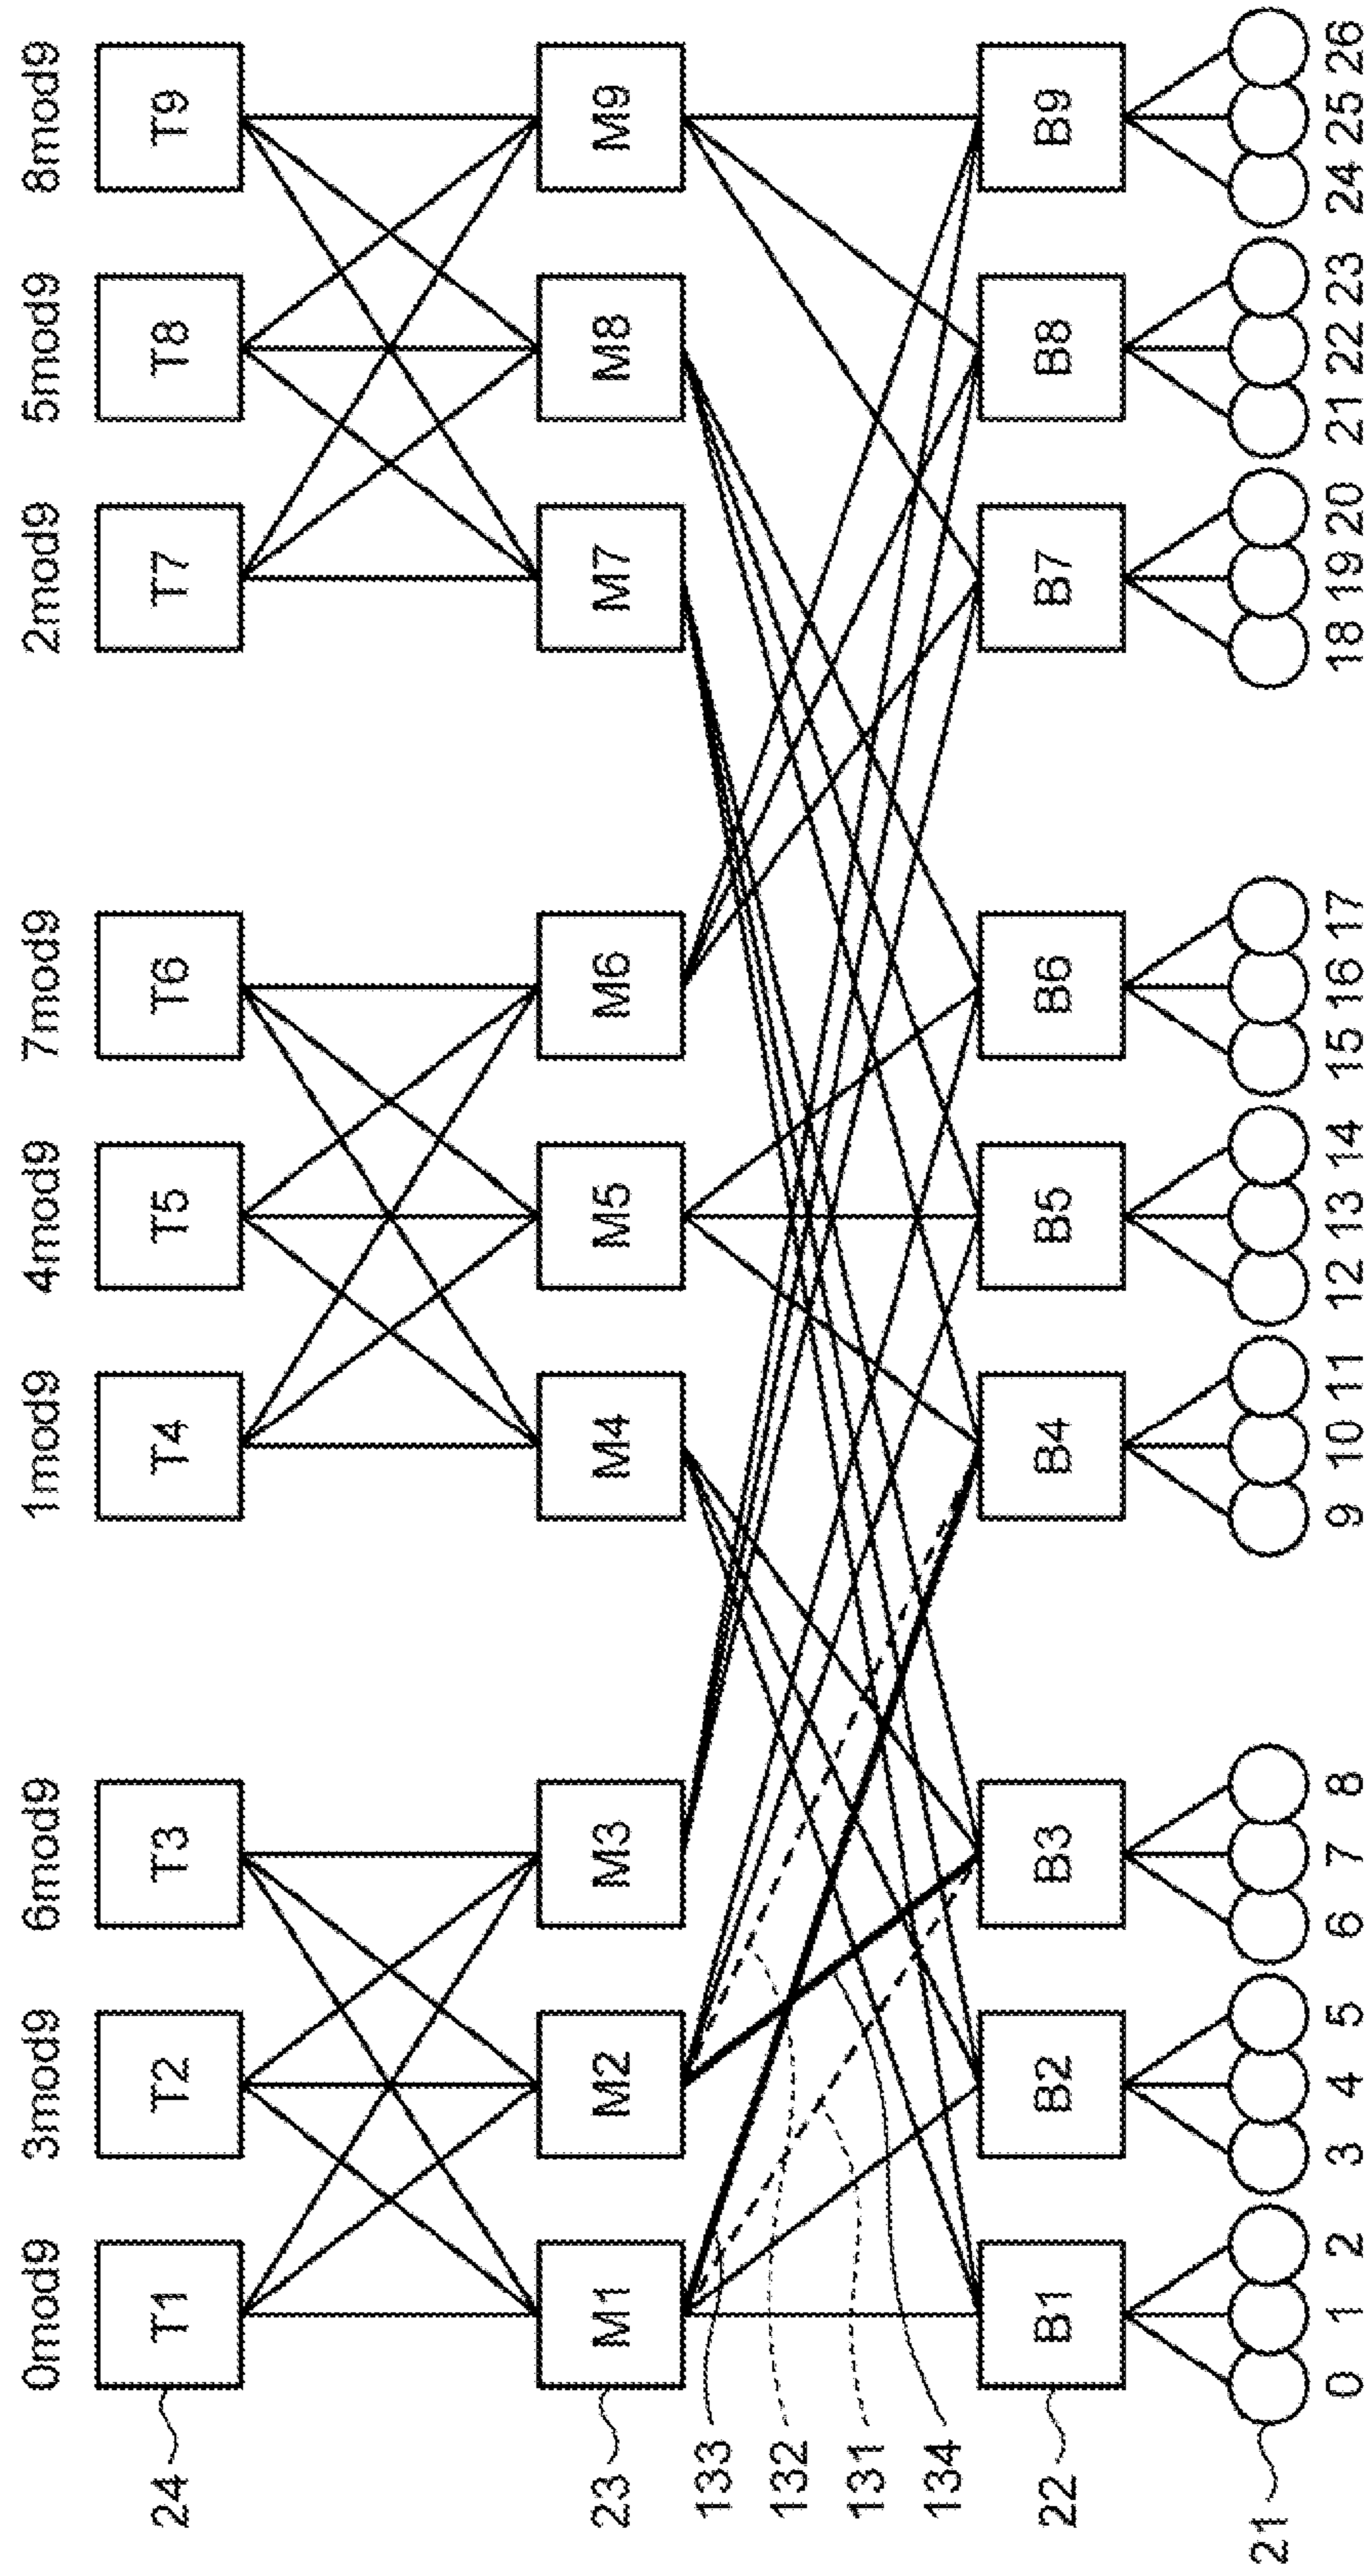 0mod9 3mod9 6mod9 1mod9 4mod9 7mod9 2mod9 5mod9 8mod9
24 T1 T2 T3 T4 T5 T6 T7 T8 T9
23 M1 M2 M3 M4 M5 M6 M7 M8 M9
133
132
131
134
22 B1 B2 B3 B4 B5 B6 B7 B8 B9
21
0 1 2 3 4 5 6 7 8 9 10 11 12 13 14 15 16 17 18 19 20 21 22 23 24 25 26